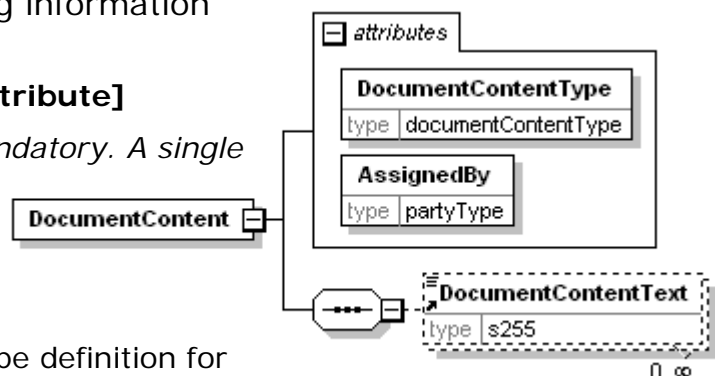 g information
attributes
tribute]
DocumentContentType
type documentContentType
ndatory. A single
AssignedBy
type partyType
DocumentContent
DocumentContentText
type s255
pe definition for
0..∞